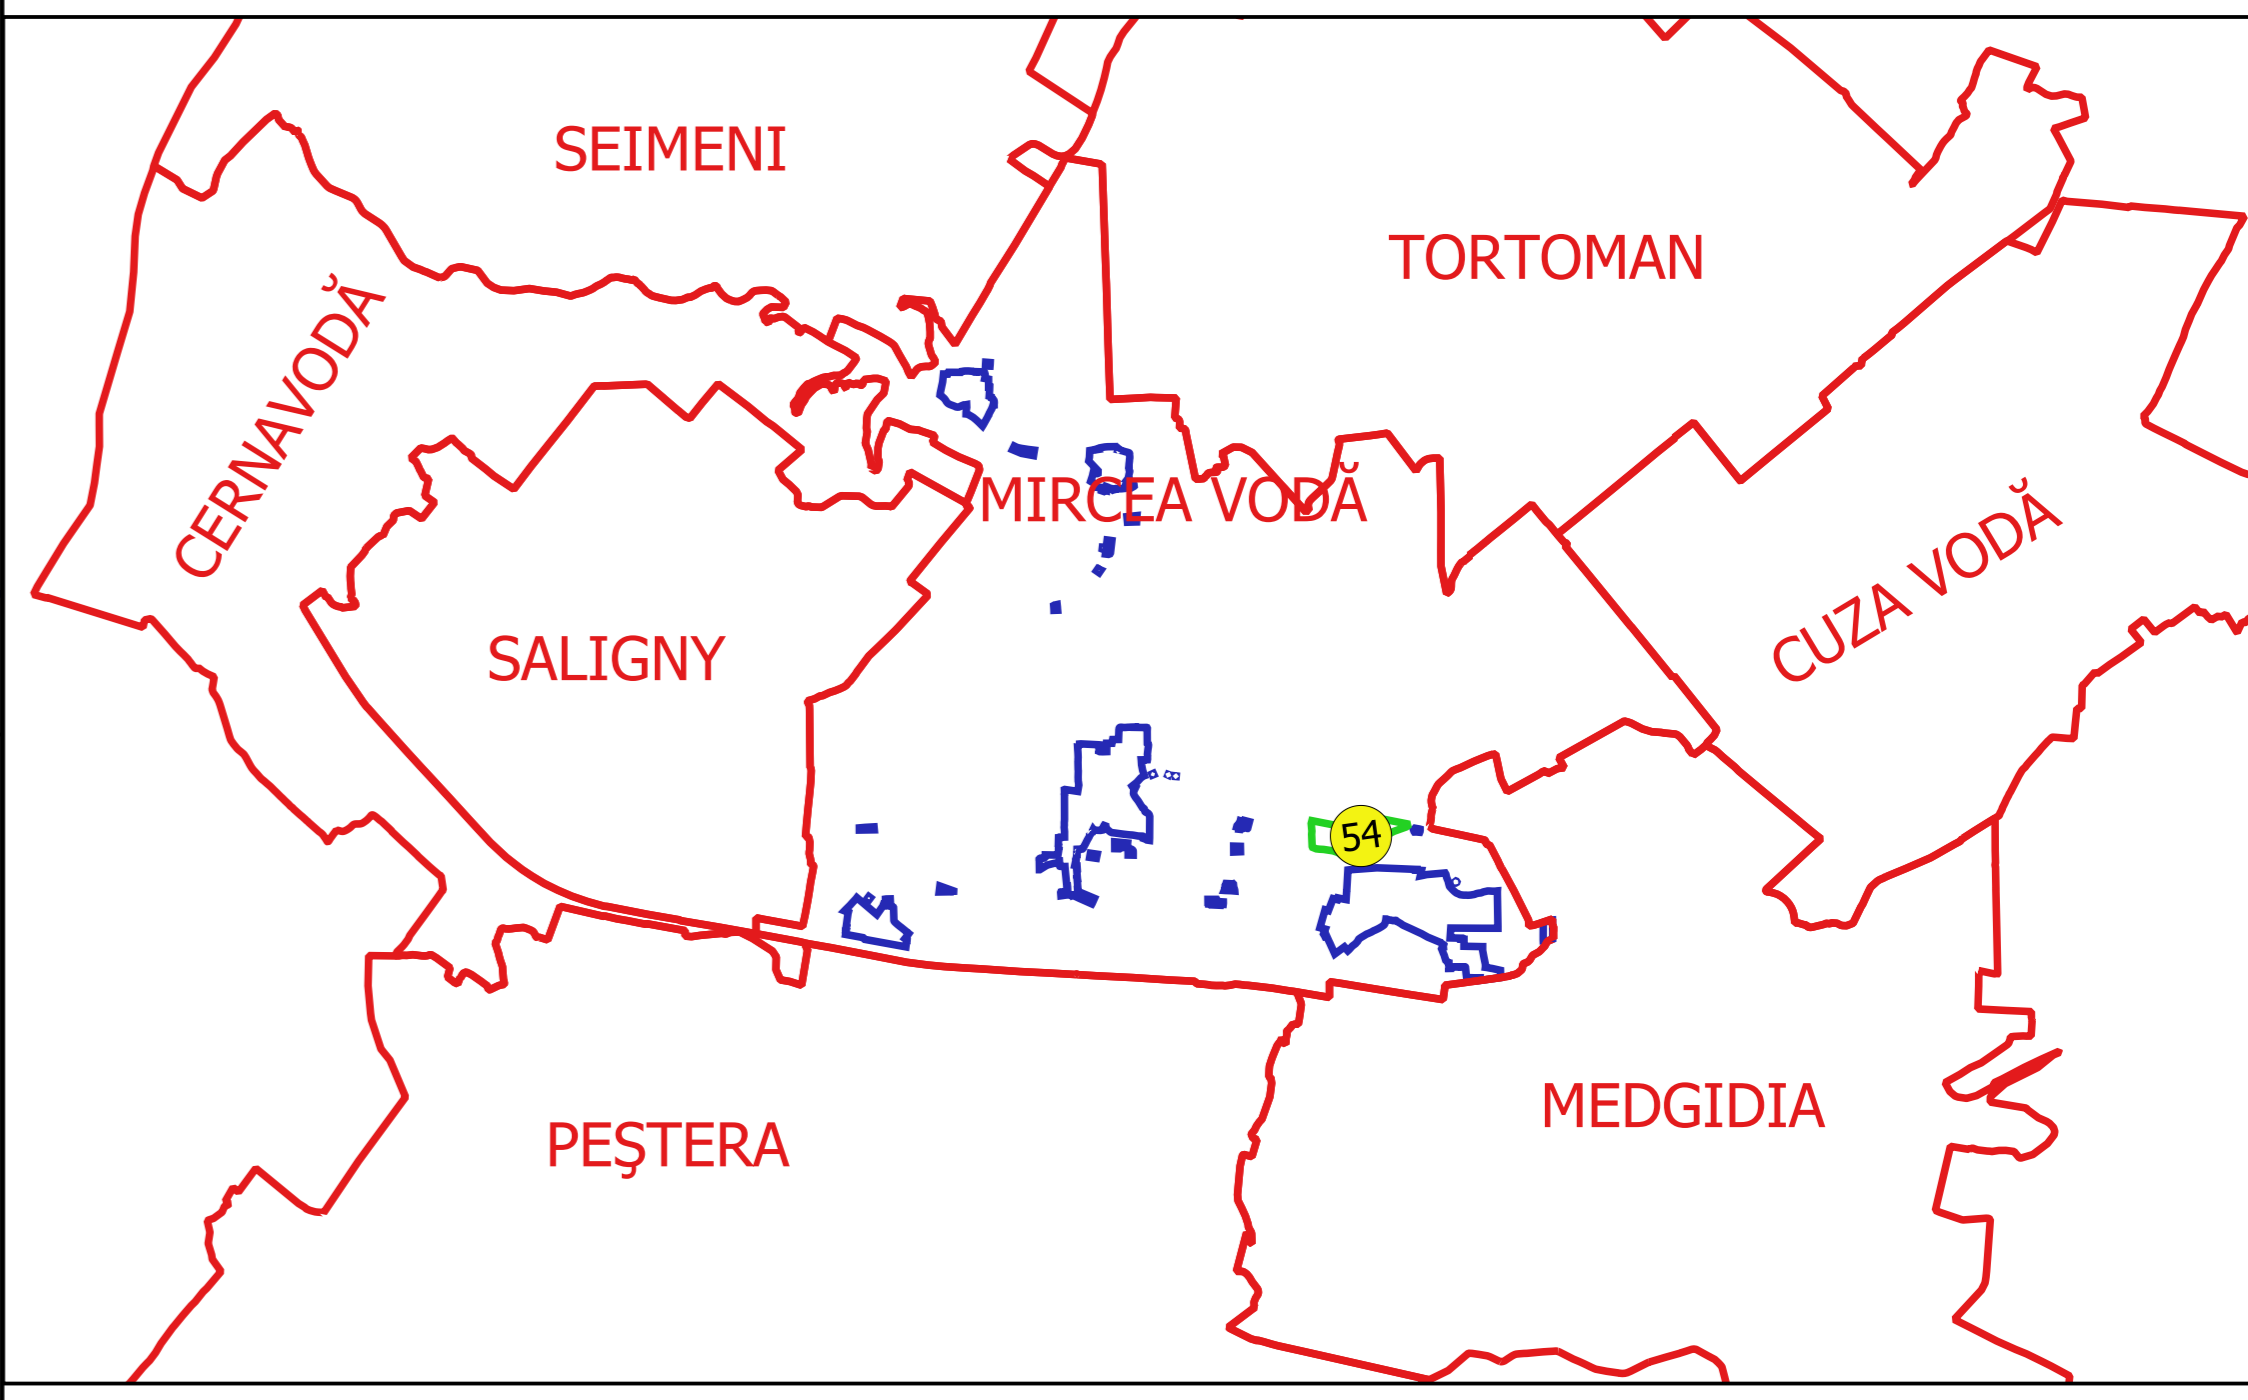 SEIMENI
TORTOMAN
CERNAVODĂ
MIRCEA VODĂ
CUZA VODĂ
SALIGNY
54
MEDGIDIA
PEŞTERA